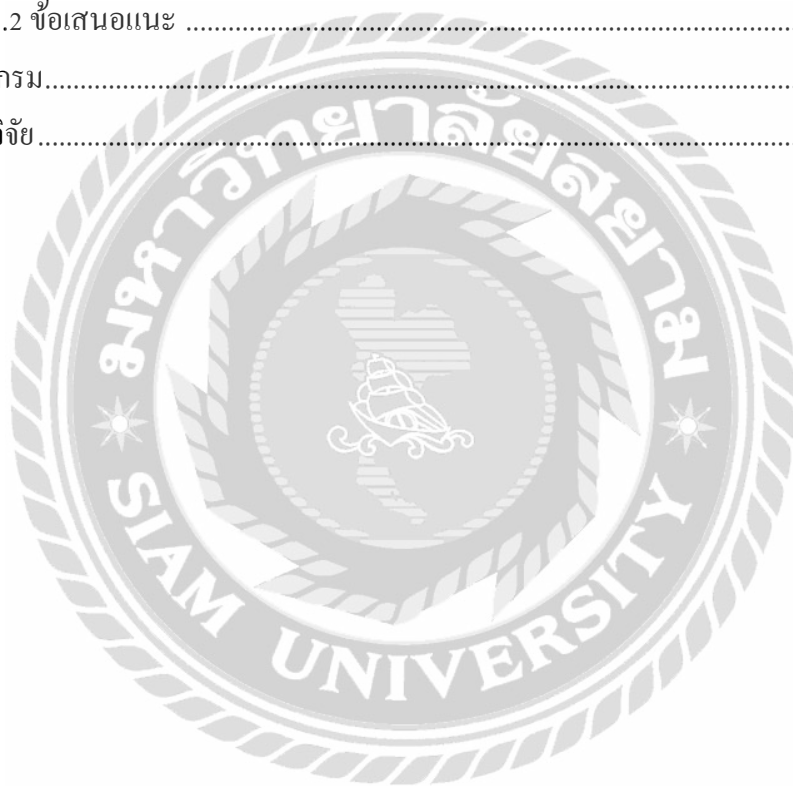 .2 ข้อเสนอแนะ ................................................................
กรม................................................................
วิจัย................................................................
มหาวิทยาลัยสยาม
SIAM UNIVERSITY